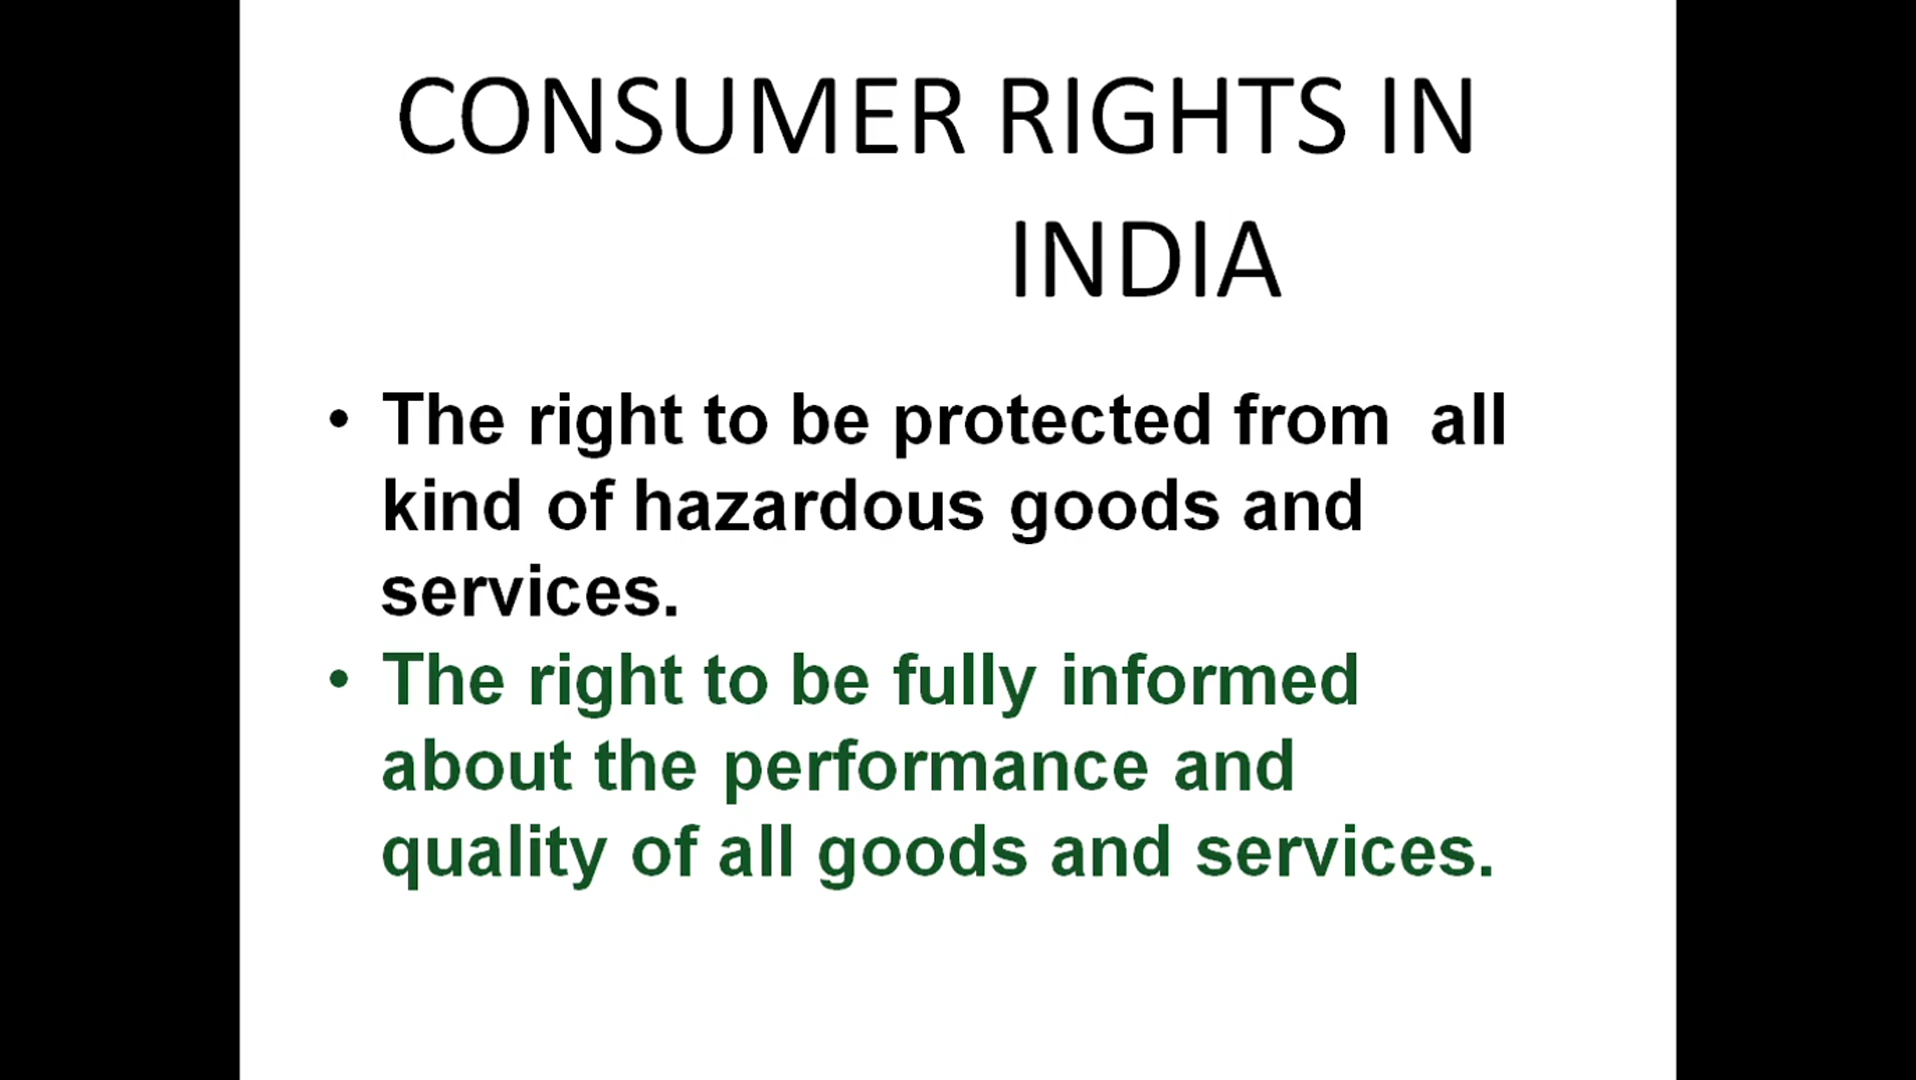 CONSUMER RIGHTS IN
INDIA
• The right to be protected from all
kind of hazardous goods and
services.
• The right to be fully informed
about the performance and
quality of all goods and services.